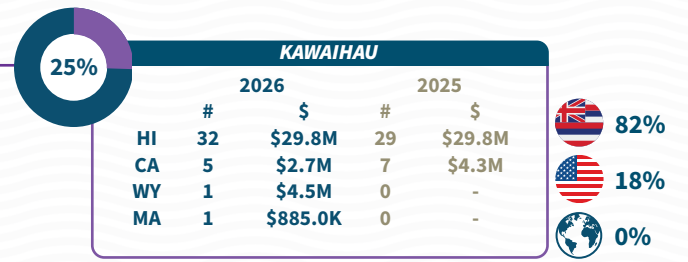 KAWAIHAU
25%
2026 2025
# $ # $
HI 32 $29.8M 29 $29.8M
CA 5 $2.7M 7 $4.3M
WY 1 $4.5M 0 -
MA 1 $885.0K 0 -
82%
18%
0%